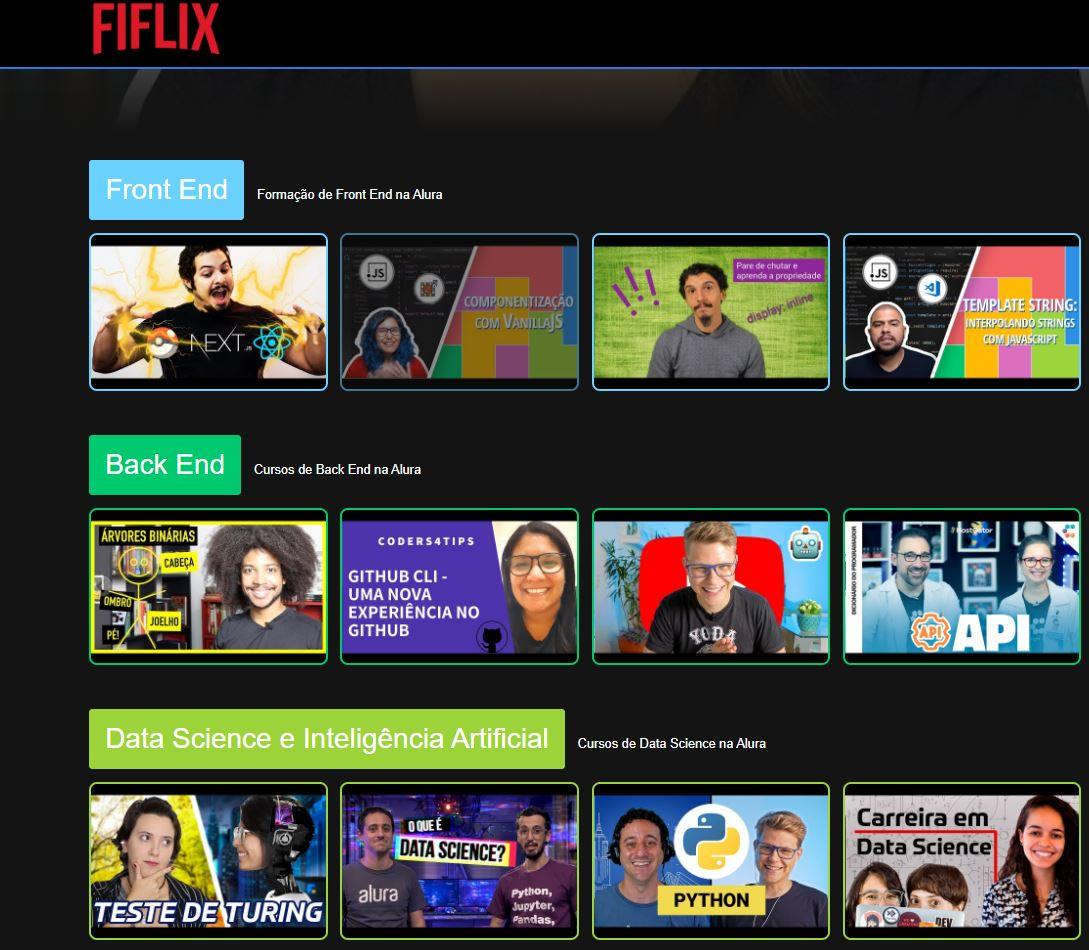 FIFLIX
Front End
Formação de Front End na Alura
NEXT.JS
JS
COMPONENTIZAÇÃO
COM VANILLAJS
!!!
Pare de chutar e
aprenda a propriedade
display: inline
JS
TEMPLATE STRING:
INTERPOLANDO STRINGS
COM JAVASCRIPT
Back End
Cursos de Back End na Alura
ÁRVORES BINÁRIAS
CABEÇA
OMBRO
JOELHO
PÉ!
CODERS4TIPS
GITHUB CLI -
UMA NOVA
EXPERIÊNCIA NO
GITHUB
YODA
DICIONÁRIO DO PROGRAMADOR
// HostGator
API
API
Data Science e Inteligência Artificial
Cursos de Data Science na Alura
TESTE DE TURING
O QUE É
DATA SCIENCE?
alura
Python,
Jupyter,
Pandas,
PYTHON
Carreira em
Data Science
DEV